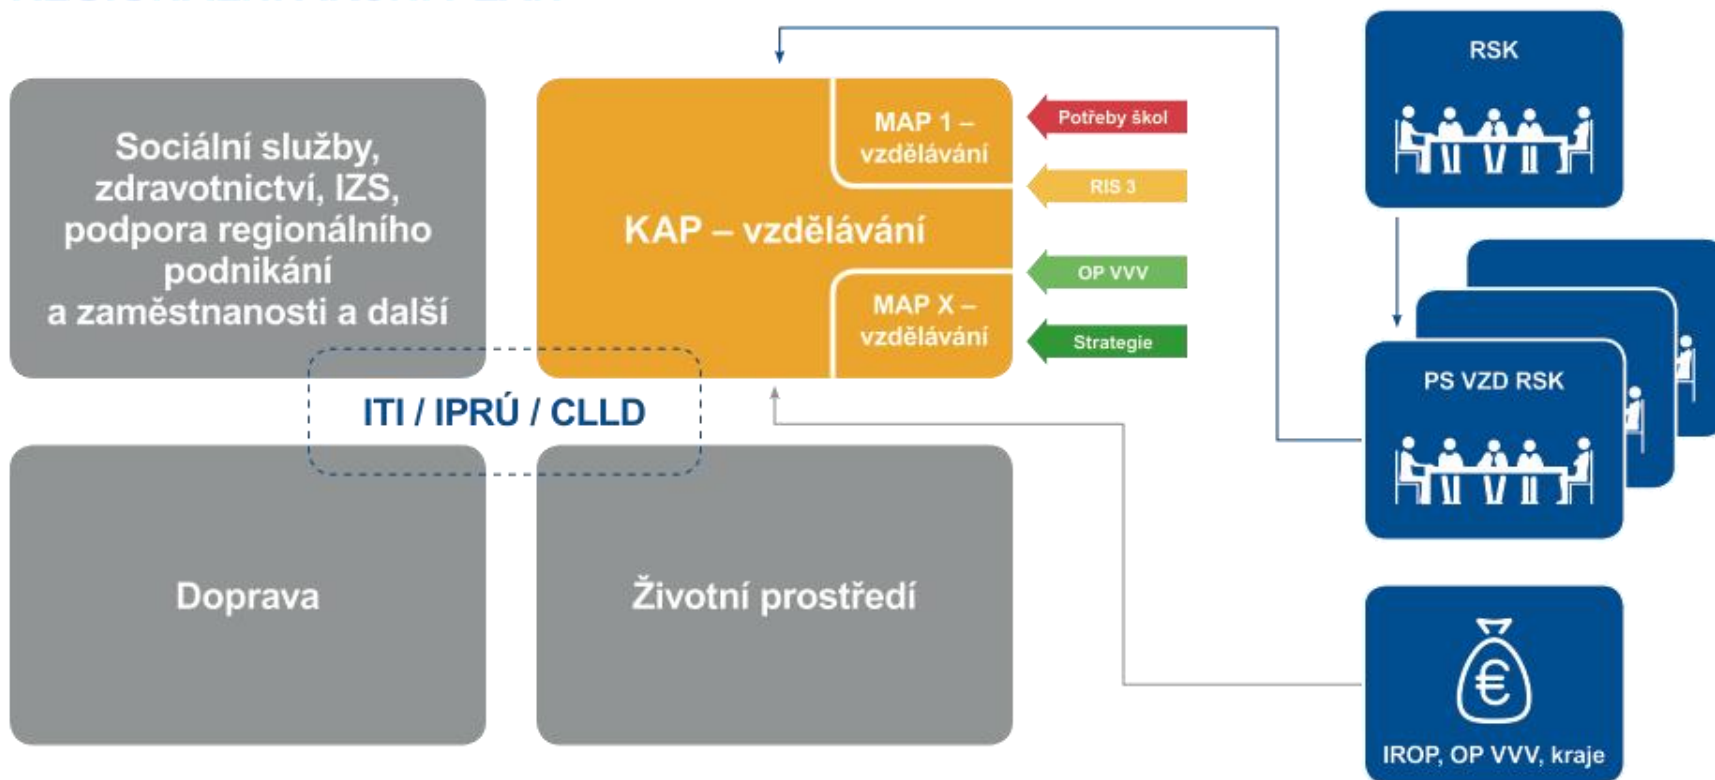 Sociální služby,
zdravotnictví, IZS,
podpora regionálního
podnikání
a zaměstnanosti a další
KAP – vzdělávání
MAP 1 –
vzdělávání
MAP X –
vzdělávání
Potřeby škol
RIS 3
OP VVV
Strategie
ITI / IPRÚ / CLLD
Doprava
Životní prostředí
RSK
PS VZD RSK
€
IROP, OP VVV, kraje